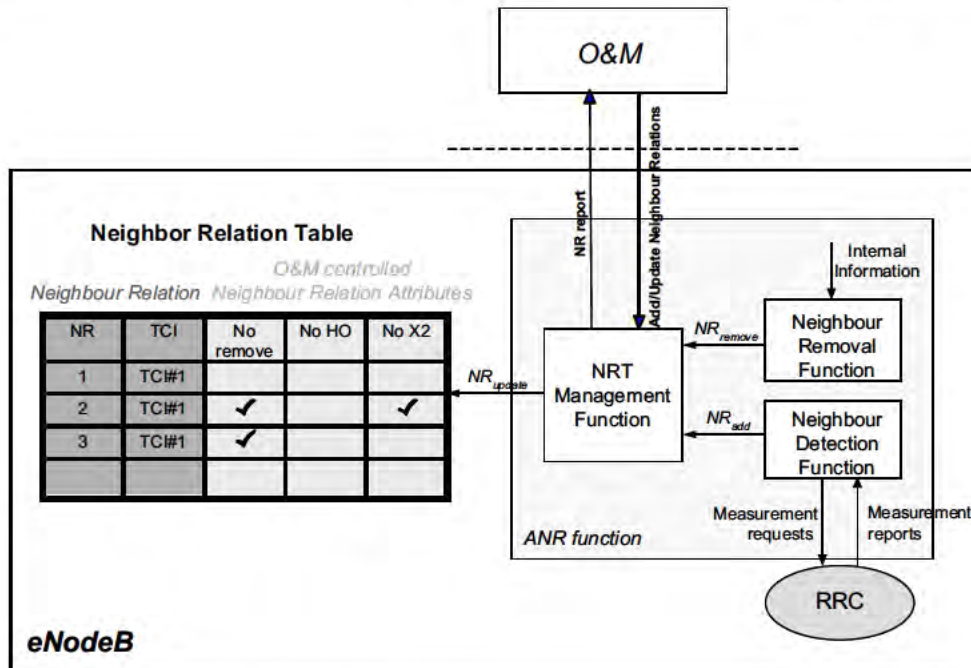 O&M
NR report
Add/Update Neighbour Relations
Neighbor Relation Table
O&M controlled
Neighbour Relation Neighbour Relation Attributes
NR TCI No remove No HO No X2
1 TCI#1
2 TCI#1 ✓ ✓
3 TCI#1 ✓
NRupdate
NRT
Management
Function
Internal
Information
NRremove
Neighbour
Removal
Function
NRadd
Neighbour
Detection
Function
Measurement
requests
Measurement
reports
ANR function
RRC
eNodeB